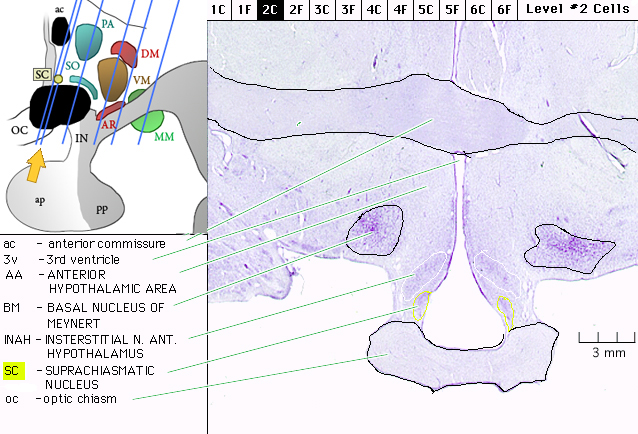 1C 1F 2C 2F 3C 3F 4C 4F 5C 5F 6C 6F Level #2 Cells
ac
PA
DM
SO
SC
VM
OC
IN
AR
MM
ap
pp
ac - anterior commissure
3v - 3rd ventricle
AA - ANTERIOR
HYPOTHALAMIC AREA
BM - BASAL NUCLEUS OF
MEYNERT
INAH - INSTERSTITIAL N. ANT.
HYPOTHALAMUS
SC - SUPRACHIASMATIC
NUCLEUS
oc - optic chiasm
3 mm